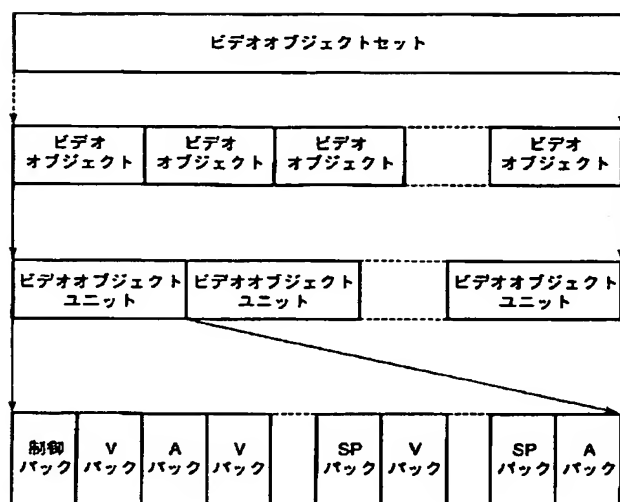 ビデオオブジェクトセット
ビデオ
オブジェクト
ビデオ
オブジェクト
ビデオ
オブジェクト
ビデオ
オブジェクト
ビデオオブジェクト
ユニット
ビデオオブジェクト
ユニット
ビデオオブジェクト
ユニット
制御
パック
V
パック
A
パック
V
パック
SP
パック
V
パック
SP
パック
A
パック